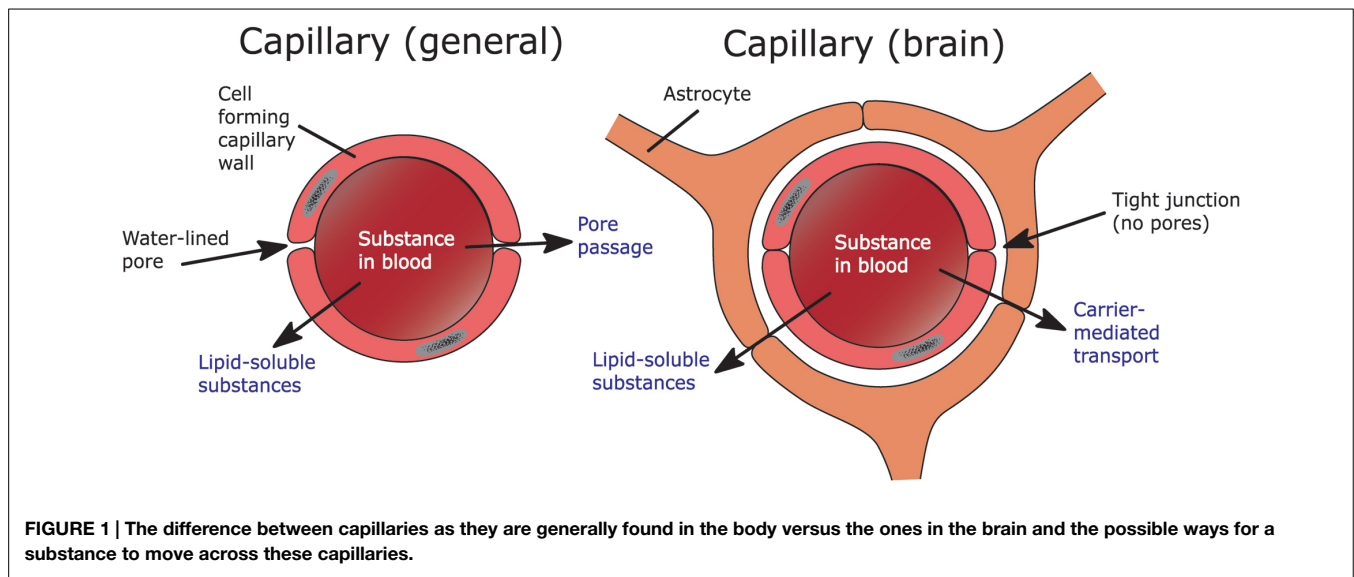 Capillary (general)
Cell
forming
capillary
wall
Water-lined
pore
Substance
in blood
Pore
passage
Lipid-soluble
substances
Capillary (brain)
Astrocyte
Tight junction
(no pores)
Substance
in blood
Carrier-
mediated
transport
Lipid-soluble
substances
FIGURE 1 | The difference between capillaries as they are generally found in the body versus the ones in the brain and the possible ways for a
substance to move across these capillaries.